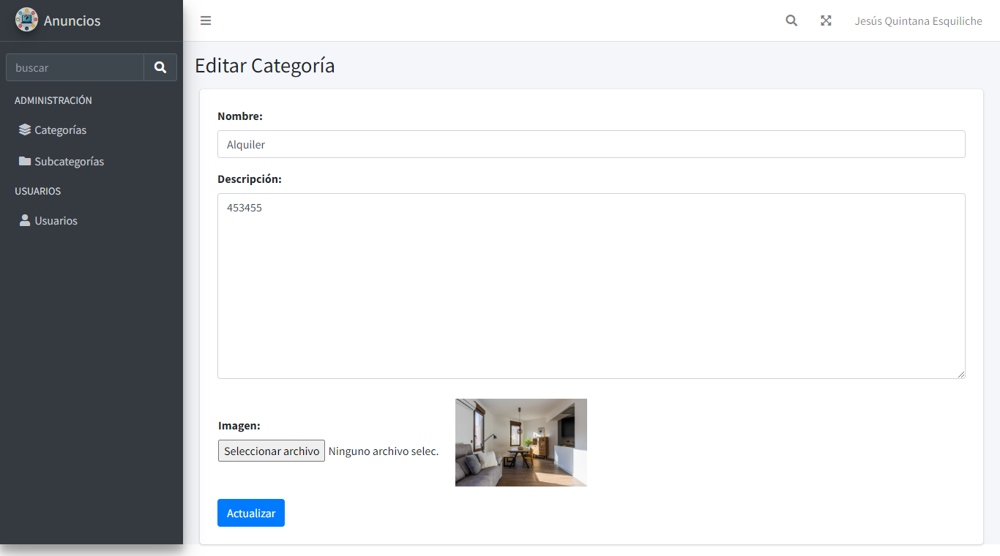 Anuncios
Jesús Quintana Esquiliche
buscar
ADMINISTRACIÓN
Categorías
Subcategorías
USUARIOS
Usuarios
Editar Categoría
Nombre:
Alquiler
Descripción:
453455
Imagen:
Seleccionar archivo Ninguno archivo selec.
Actualizar